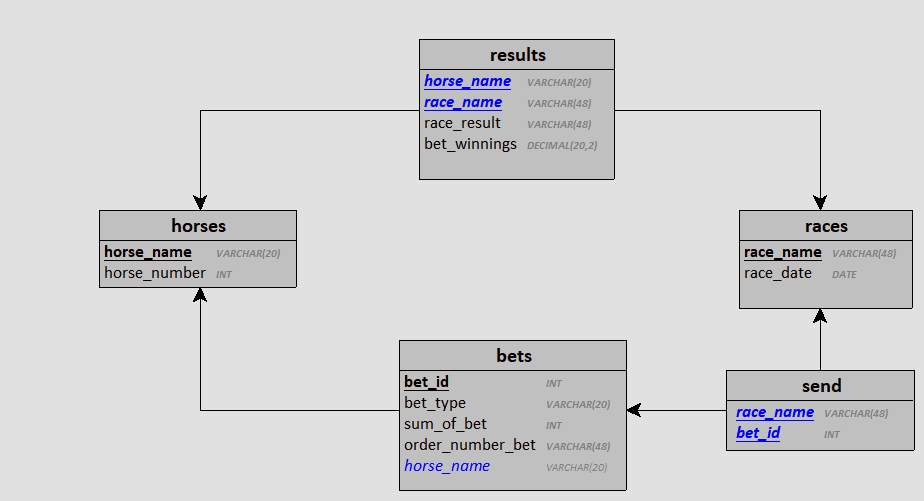 results
horse_name VARCHAR(20)
race_name VARCHAR(48)
race_result VARCHAR(48)
bet_winnings DECIMAL(20,2)
horses
horse_name VARCHAR(20)
horse_number INT
races
race_name VARCHAR(48)
race_date DATE
bets
bet_id INT
bet_type VARCHAR(20)
sum_of_bet INT
order_number_bet VARCHAR(48)
horse_name VARCHAR(20)
send
race_name VARCHAR(48)
bet_id INT